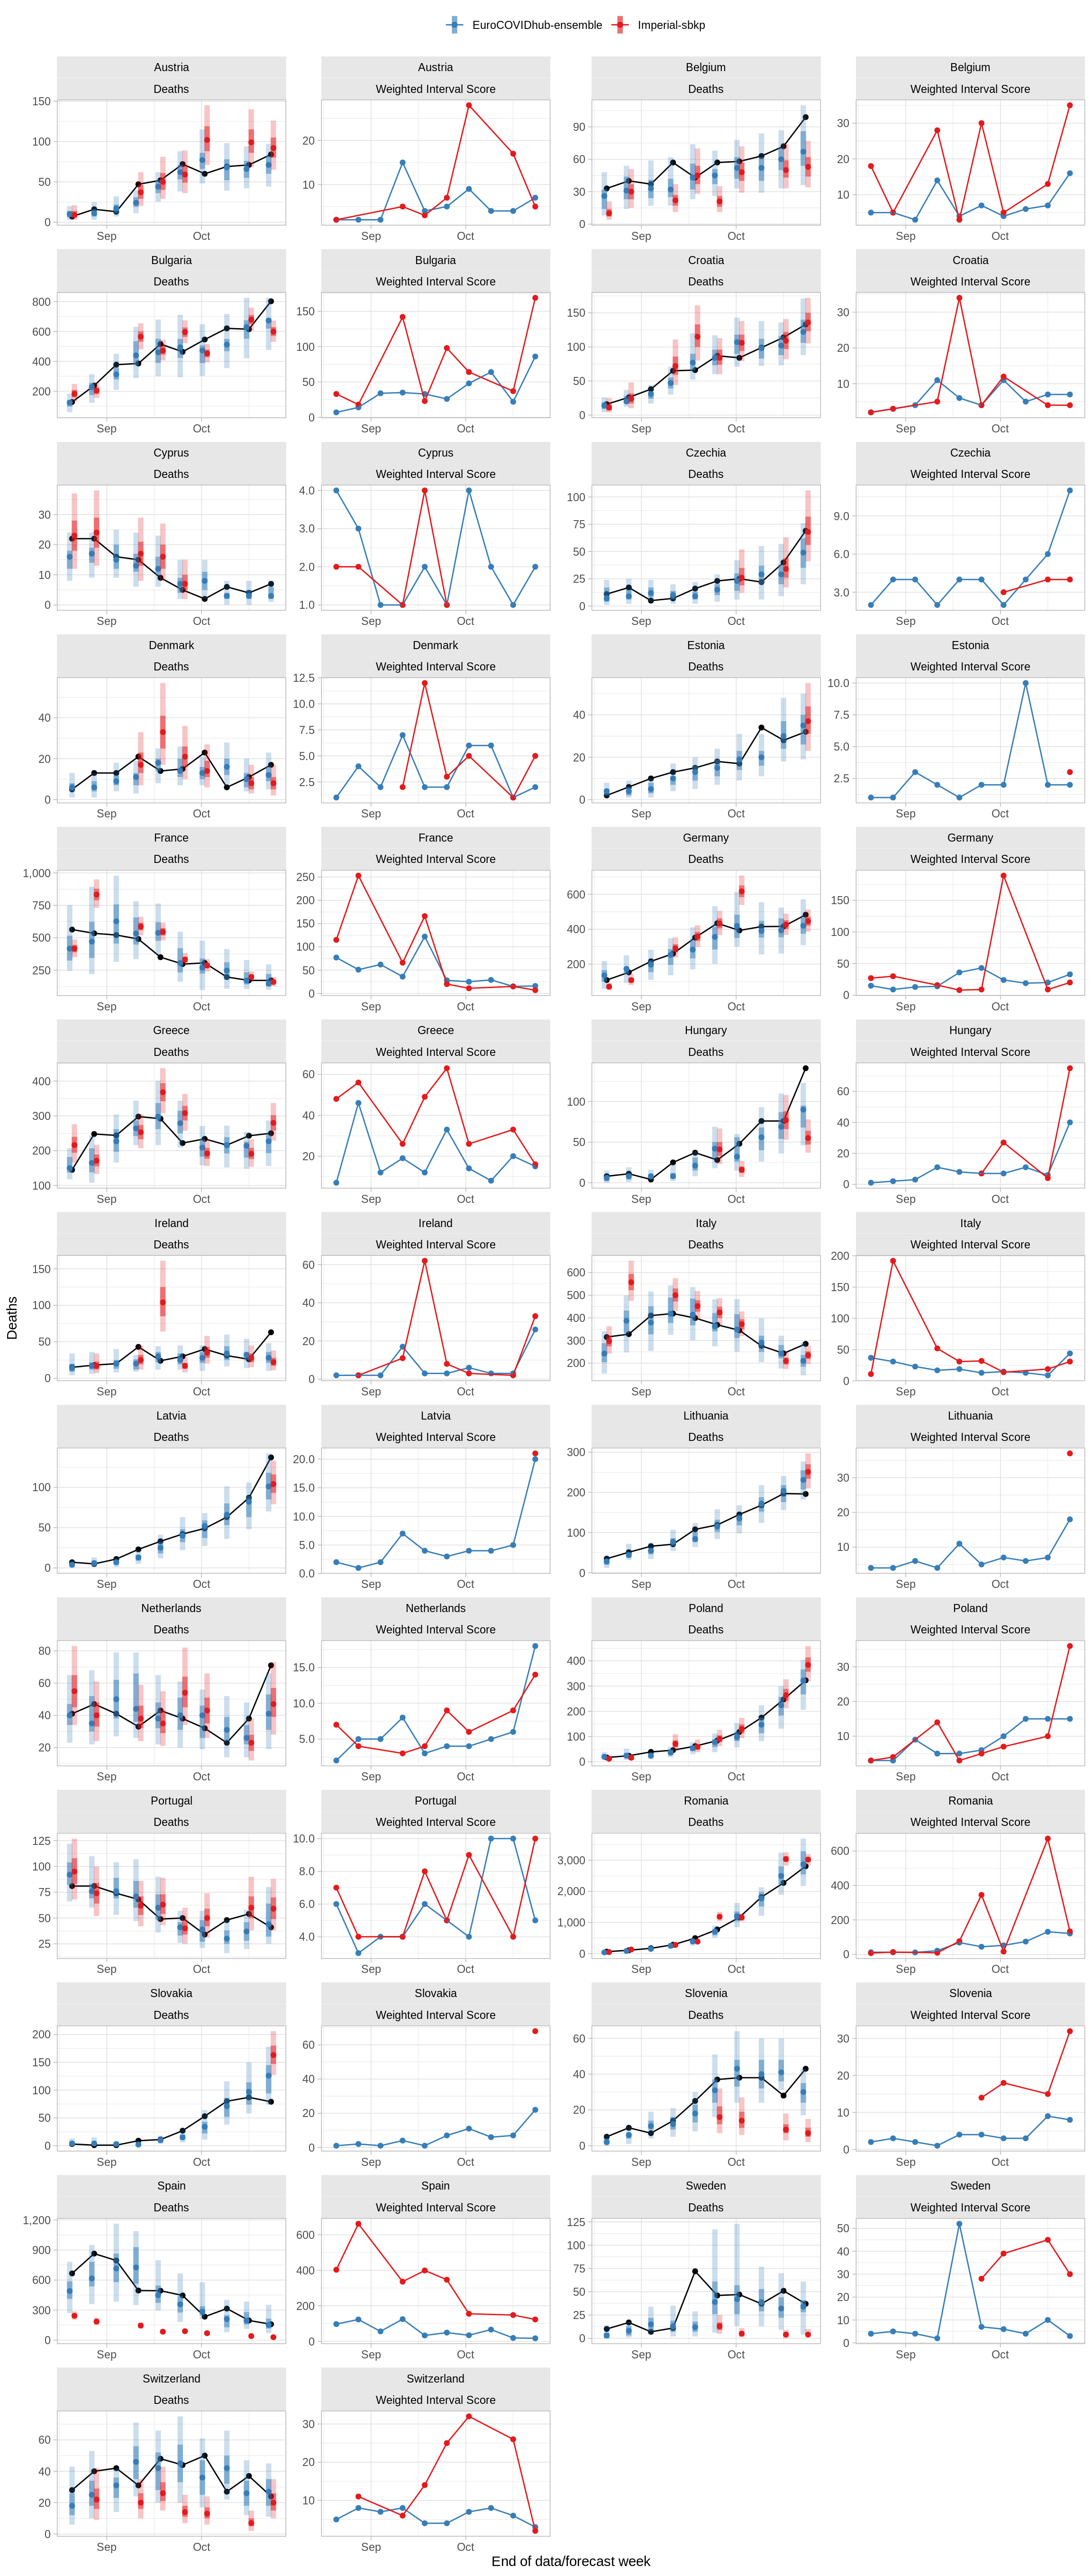 EuroCOVIDhub-ensemble Imperial-sbkp
Austria Austria Belgium Belgium
Deaths Weighted Interval Score Deaths Weighted Interval Score
150 100 50 0
20 10
90 60 30 0
30 20 10
Sep Oct Sep Oct Sep Oct Sep Oct
Bulgaria Bulgaria Croatia Croatia
Deaths Weighted Interval Score Deaths Weighted Interval Score
800 600 400 200
150 100 50 0
150 100 50 0
30 20 10
Sep Oct Sep Oct Sep Oct Sep Oct
Cyprus Cyprus Czechia Czechia
Deaths Weighted Interval Score Deaths Weighted Interval Score
30 20 10 0
4.0 3.0 2.0 1.0
100 75 50 25 0
9.0 6.0 3.0
Sep Oct Sep Oct Sep Oct Sep Oct
Denmark Denmark Estonia Estonia
Deaths Weighted Interval Score Deaths Weighted Interval Score
40 20 0
12.5 10.0 7.5 5.0 2.5
40 20 0
10.0 7.5 5.0 2.5
Sep Oct Sep Oct Sep Oct Sep Oct
France France Germany Germany
Deaths Weighted Interval Score Deaths Weighted Interval Score
1,000 750 500 250
250 200 150 100 50 0
600 400 200
150 100 50 0
Sep Oct Sep Oct Sep Oct Sep Oct
Greece Greece Hungary Hungary
Deaths Weighted Interval Score Deaths Weighted Interval Score
400 300 200 100
60 40 20
100 50 0
60 40 20 0
Sep Oct Sep Oct Sep Oct Sep Oct
Ireland Ireland Italy Italy
Deaths Weighted Interval Score Deaths Weighted Interval Score
150 100 50 0
60 40 20 0
600 500 400 300 200
200 150 100 50 0
Sep Oct Sep Oct Sep Oct Sep Oct
Deaths
Latvia Latvia Lithuania Lithuania
Deaths Weighted Interval Score Deaths Weighted Interval Score
100 50 0
20.0 15.0 10.0 5.0 0.0
300 200 100 0
30 20 10
Sep Oct Sep Oct Sep Oct Sep Oct
Netherlands Netherlands Poland Poland
Deaths Weighted Interval Score Deaths Weighted Interval Score
80 60 40 20
15.0 10.0 5.0
400 300 200 100 0
30 20 10
Sep Oct Sep Oct Sep Oct Sep Oct
Portugal Portugal Romania Romania
Deaths Weighted Interval Score Deaths Weighted Interval Score
125 100 75 50 25
10.0 8.0 6.0 4.0
3,000 2,000 1,000 0
600 400 200 0
Sep Oct Sep Oct Sep Oct Sep Oct
Slovakia Slovakia Slovenia Slovenia
Deaths Weighted Interval Score Deaths Weighted Interval Score
200 150 100 50 0
60 40 20 0
60 40 20 0
30 20 10 0
Sep Oct Sep Oct Sep Oct Sep Oct
Spain Spain Sweden Sweden
Deaths Weighted Interval Score Deaths Weighted Interval Score
1,200 900 600 300 0
600 400 200 0
125 100 75 50 25 0
50 40 30 20 10 0
Sep Oct Sep Oct Sep Oct Sep Oct
Switzerland Switzerland
Deaths Weighted Interval Score
60 40 20 0
30 20 10
Sep Oct Sep Oct
End of data/forecast week